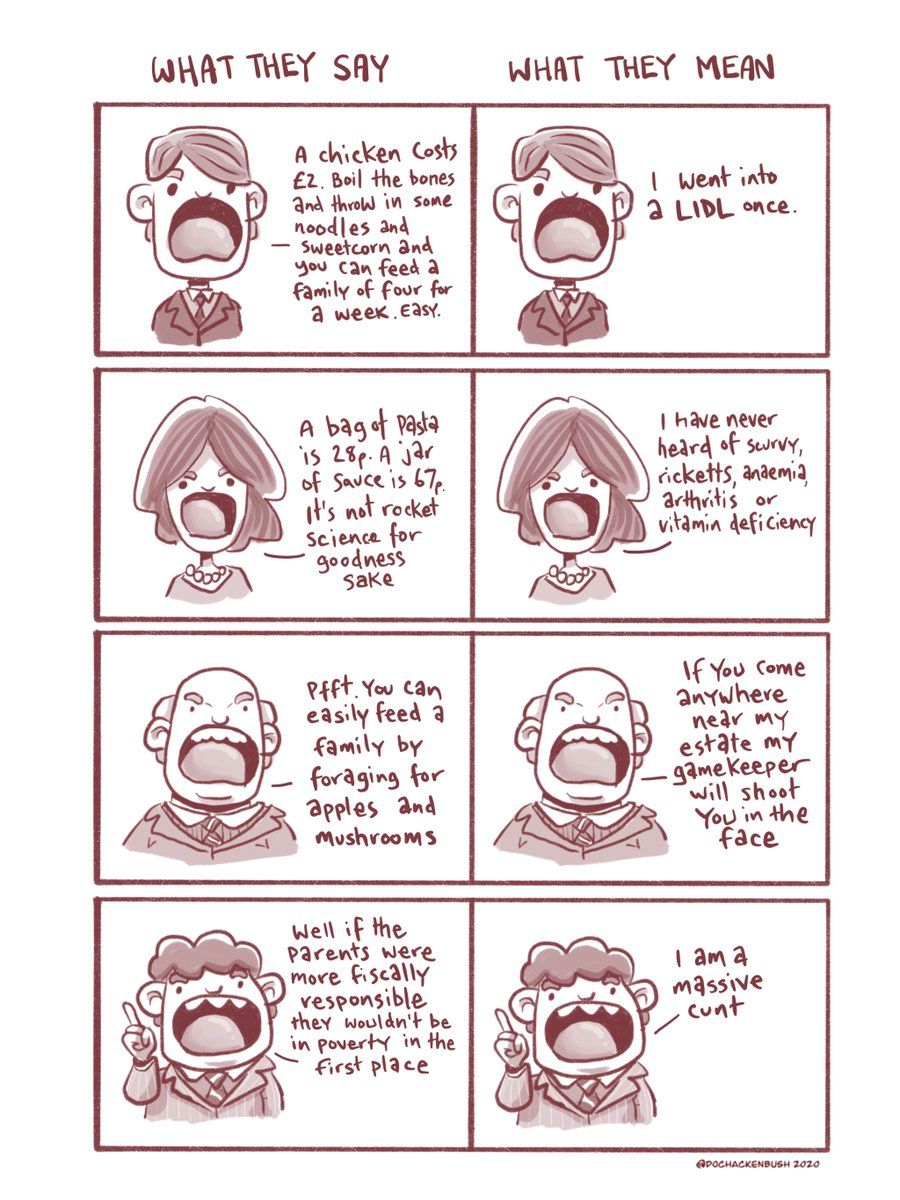 WHAT THEY SAY
WHAT THEY MEAN
A chicken costs
£2. Boil the bones
and throw in some
noodles and
sweetcorn and
you can feed a
family of four for
a week. Easy.
I went into
a LIDL once.
A bag of pasta
is 28p. A jar
of sauce is 67p.
It's not rocket
science for
goodness
sake
I have never
heard of scurvy,
ricketts, anaemia,
arthritis or
vitamin deficiency
Pfft. You can
easily feed a
family by
foraging for
apples and
mushrooms
If you come
anywhere
near my
estate my
gamekeeper
will shoot
you in the
face
Well if the
parents were
more fiscally
responsible
they wouldn't be
in poverty in the
first place
I am a
massive
cunt
@DOCHACKENBUSH 2020